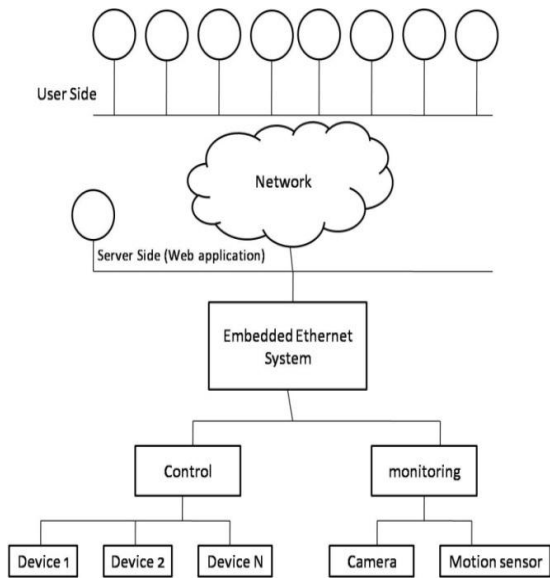 User Side
Network
Server Side (Web application)
Embedded Ethernet
System
Control
monitoring
Device 1
Device 2
Device N
Camera
Motion sensor